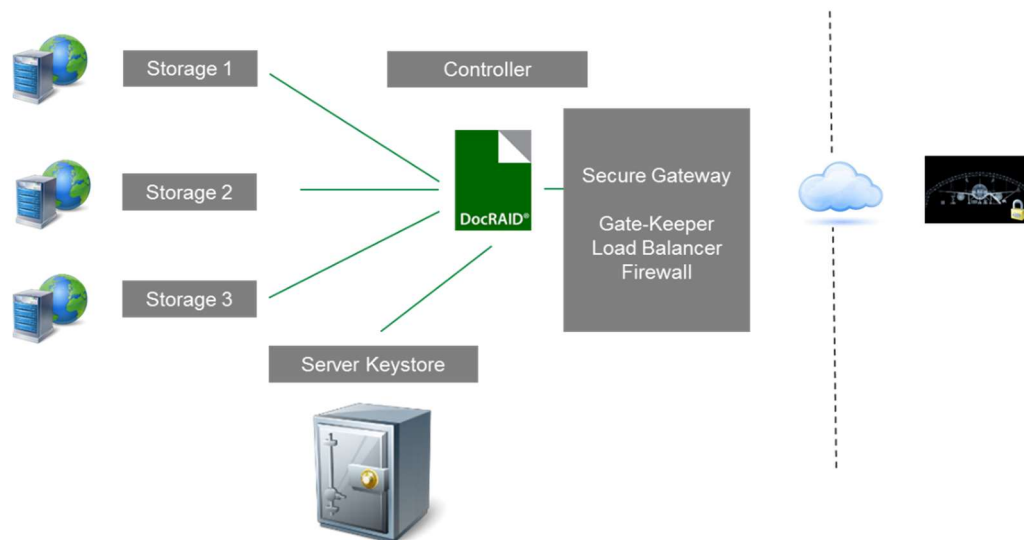 Storage 1
Controller
Storage 2
DocRAID®
Secure Gateway
Gate-Keeper
Load Balancer
Firewall
Storage 3
Server Keystore